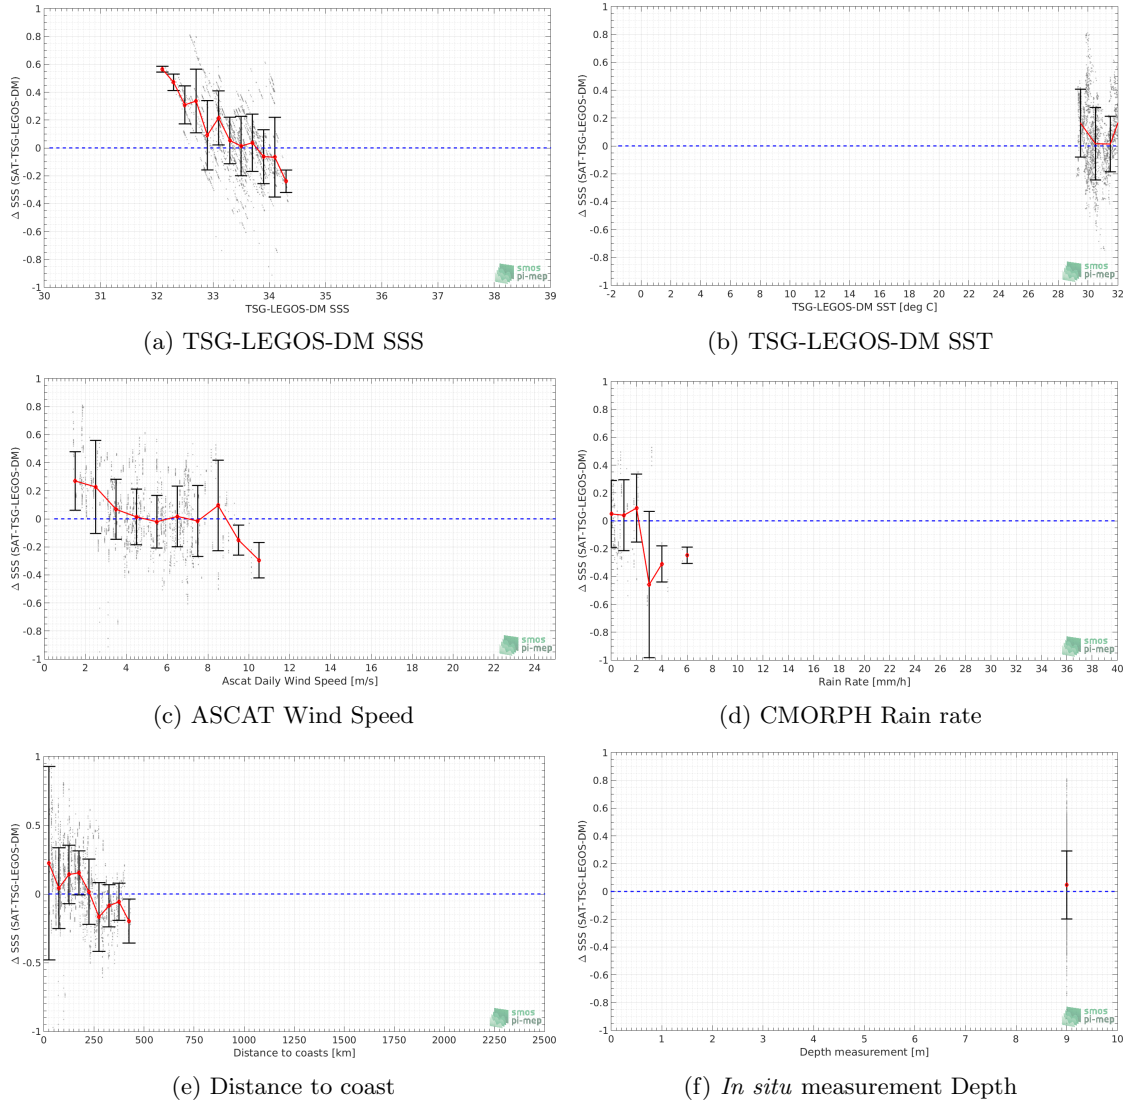 1
0.8
0.6
0.4
0.2
0
-0.2
-0.4
-0.6
-0.8
-1
Δ SSS (SAT-TSG-LEGOS-DM)
30 31 32 33 34 35 36 37 38 39
TSG-LEGOS-DM SSS
smos
pi-mep
(a) TSG-LEGOS-DM SSS
1
0.8
0.6
0.4
0.2
0
-0.2
-0.4
-0.6
-0.8
-1
Δ SSS (SAT-TSG-LEGOS-DM)
-2 0 2 4 6 8 10 12 14 16 18 20 22 24 26 28 30 32
TSG-LEGOS-DM SST [deg C]
smos
pi-mep
(b) TSG-LEGOS-DM SST
1
0.8
0.6
0.4
0.2
0
-0.2
-0.4
-0.6
-0.8
-1
Δ SSS (SAT-TSG-LEGOS-DM)
0 2 4 6 8 10 12 14 16 18 20 22 24
Ascat Daily Wind Speed [m/s]
smos
pi-mep
(c) ASCAT Wind Speed
1
0.8
0.6
0.4
0.2
0
-0.2
-0.4
-0.6
-0.8
-1
Δ SSS (SAT-TSG-LEGOS-DM)
0 2 4 6 8 10 12 14 16 18 20 22 24 26 28 30 32 34 36 38 40
Rain Rate [mm/h]
smos
pi-mep
(d) CMORPH Rain rate
1
0.5
0
-0.5
-1
Δ SSS (SAT-TSG-LEGOS-DM)
0 250 500 750 1000 1250 1500 1750 2000 2250 2500
Distance to coasts [km]
smos
pi-mep
(e) Distance to coast
1
0.8
0.6
0.4
0.2
0
-0.2
-0.4
-0.6
-0.8
-1
Δ SSS (SAT-TSG-LEGOS-DM)
0 1 2 3 4 5 6 7 8 9 10
Depth measurement [m]
smos
pi-mep
(f) In situ measurement Depth